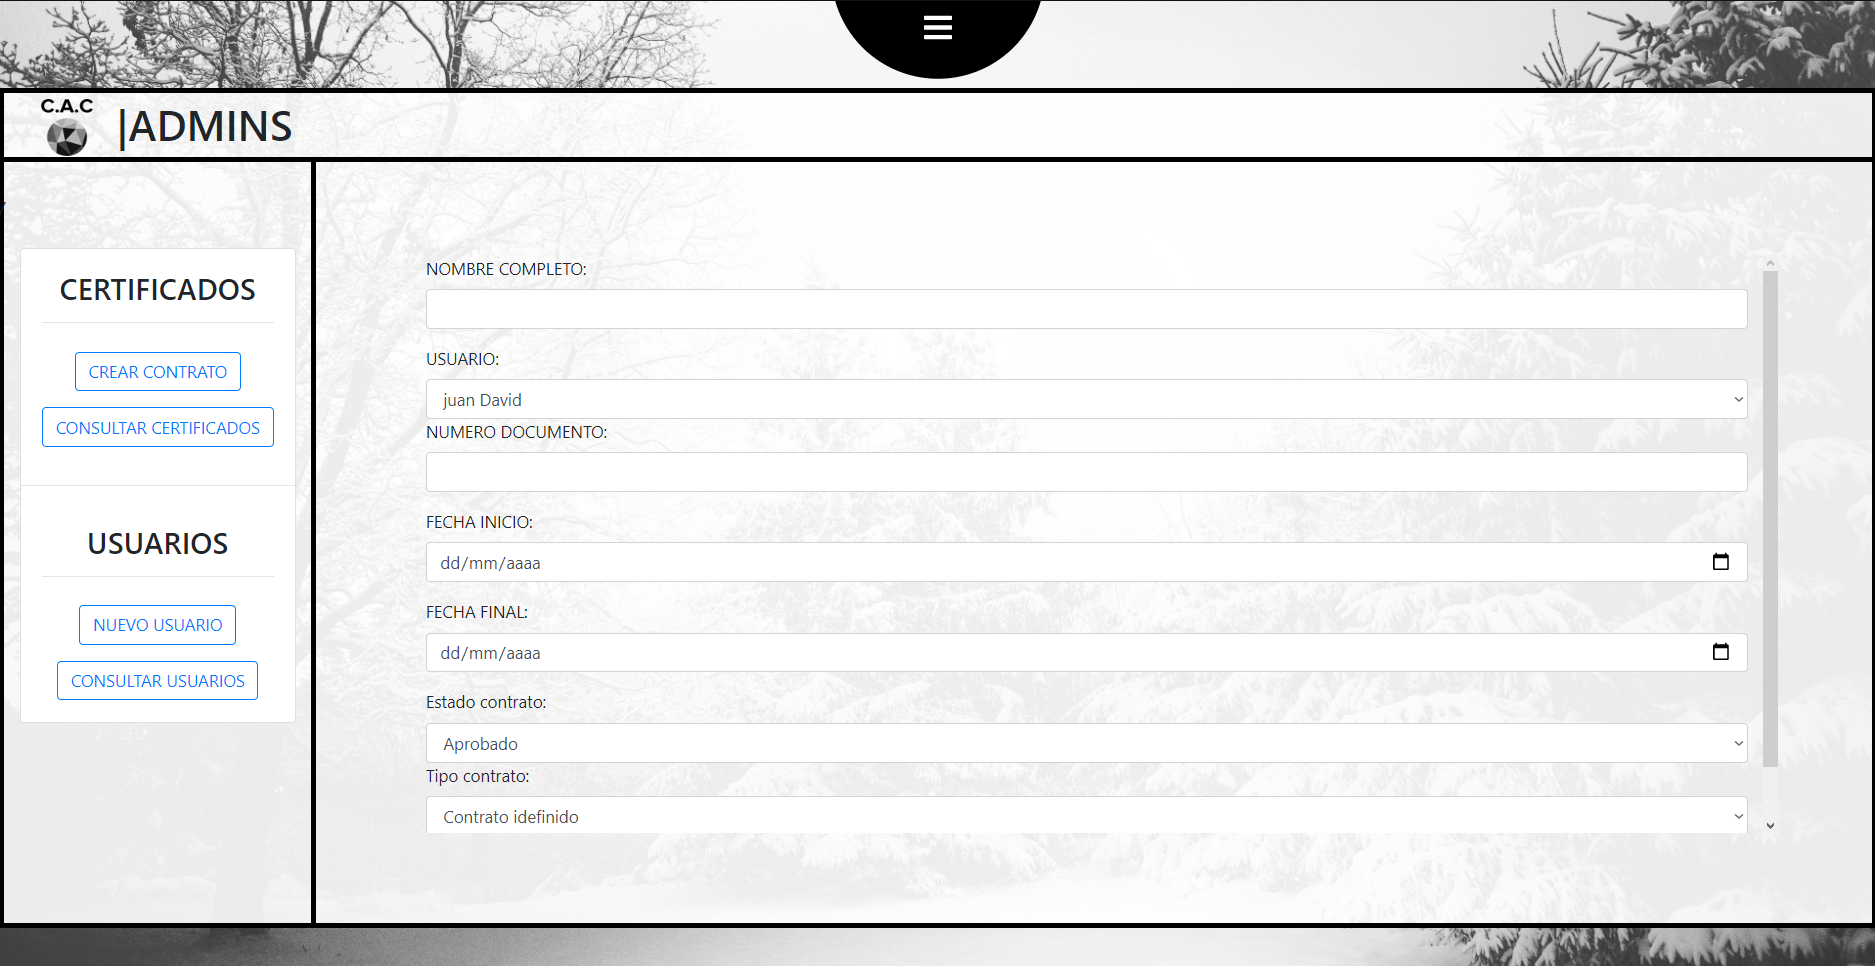 C.A.C
|ADMINS
CERTIFICADOS
CREAR CONTRATO
CONSULTAR CERTIFICADOS
USUARIOS
NUEVO USUARIO
CONSULTAR USUARIOS
NOMBRE COMPLETO:
USUARIO:
juan David
NUMERO DOCUMENTO:
FECHA INICIO:
dd/mm/aaaa
FECHA FINAL:
dd/mm/aaaa
Estado contrato:
Aprobado
Tipo contrato:
Contrato idefinido